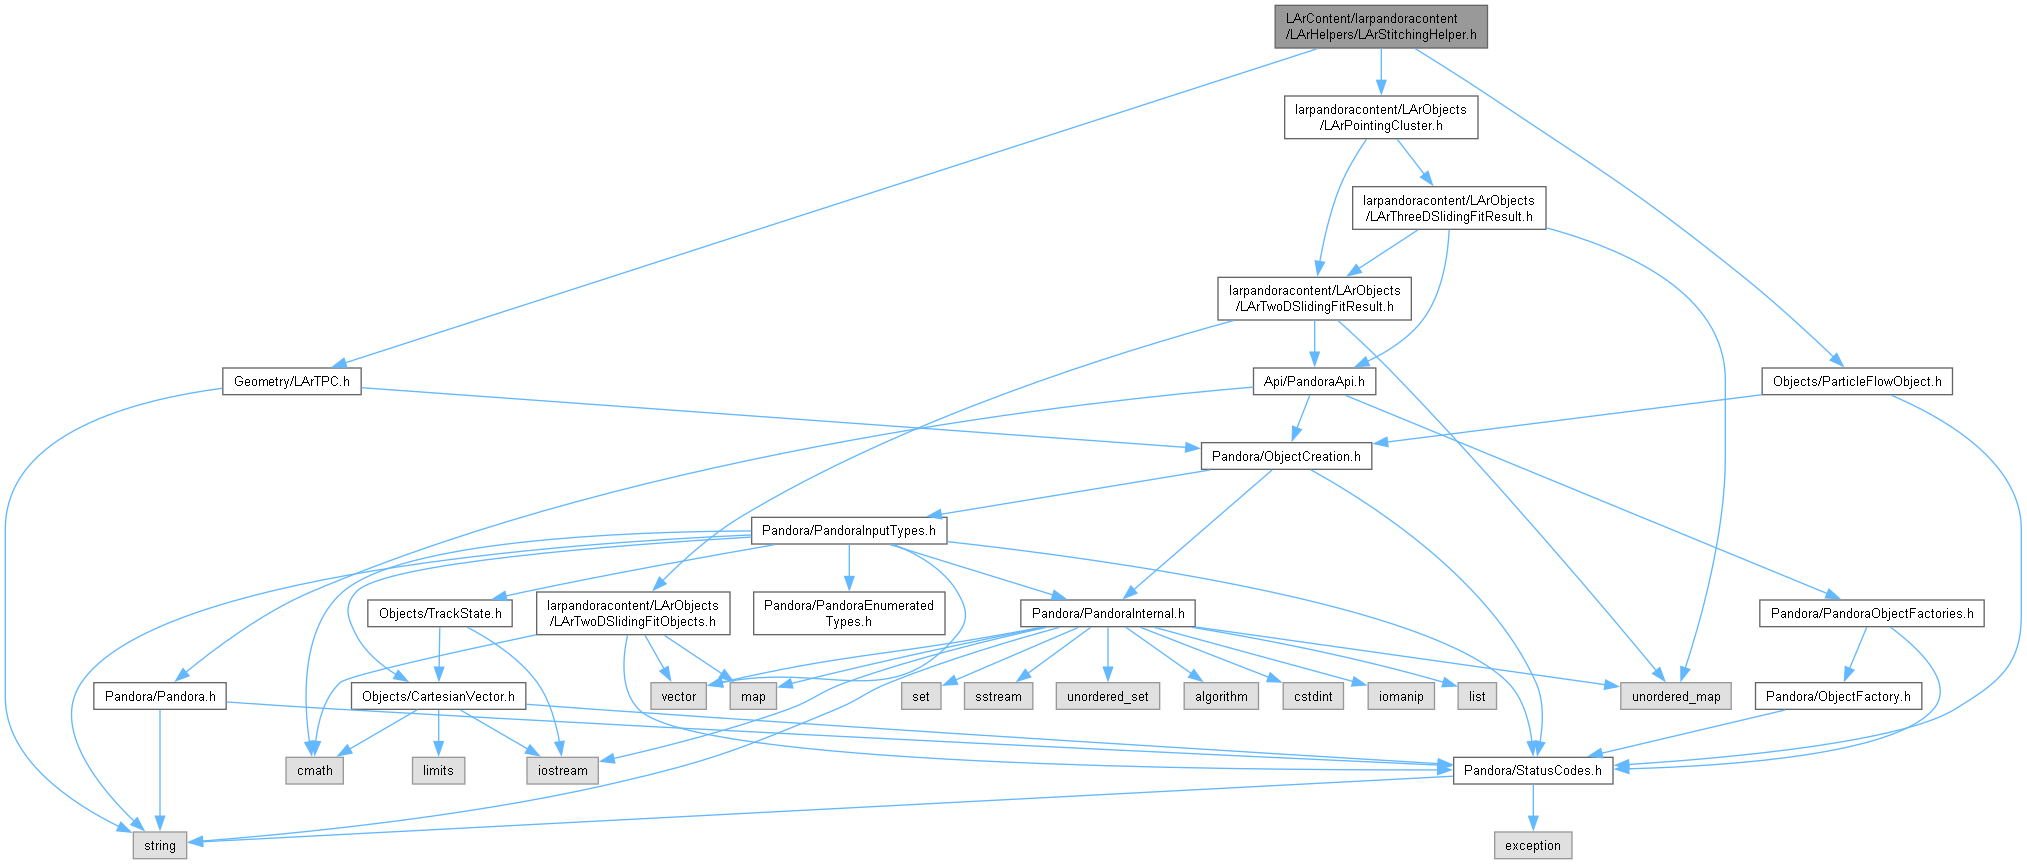 LArContent/larpandoracontent
/LArHelpers/LArStitchingHelper.h
larpandoracontent/LArObjects
/LArPointingCluster.h
larpandoracontent/LArObjects
/LArThreeDSlidingFitResult.h
larpandoracontent/LArObjects
/LArTwoDSlidingFitResult.h
Geometry/LArTPC.h
Api/PandoraApi.h
Objects/ParticleFlowObject.h
Pandora/ObjectCreation.h
Pandora/PandoraInputTypes.h
Objects/TrackState.h
larpandoracontent/LArObjects
/LArTwoDSlidingFitObjects.h
Pandora/PandoraEnumerated
Types.h
Pandora/PandoraInternal.h
Pandora/PandoraObjectFactories.h
Pandora/Pandora.h
Objects/CartesianVector.h
vector
map
set
sstream
unordered_set
algorithm
cstdint
iomanip
list
unordered_map
Pandora/ObjectFactory.h
cmath
limits
iostream
Pandora/StatusCodes.h
string
exception